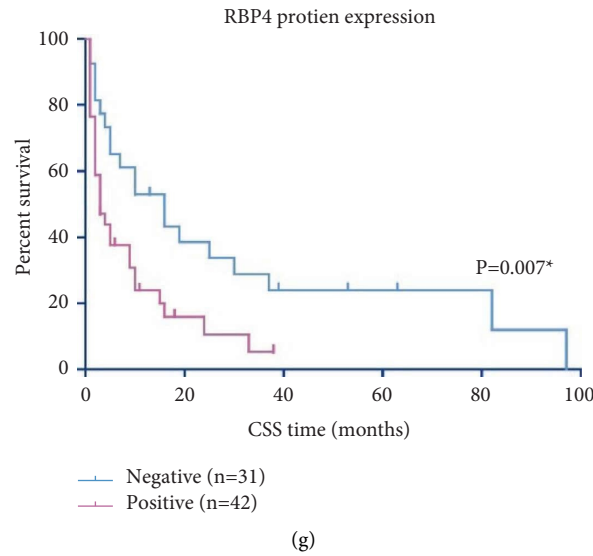 RBP4 protien expression
100
80
60
40
20
0
Percent survival
P=0.007*
0 20 40 60 80 100
CSS time (months)
Negative (n=31)
Positive (n=42)
(g)